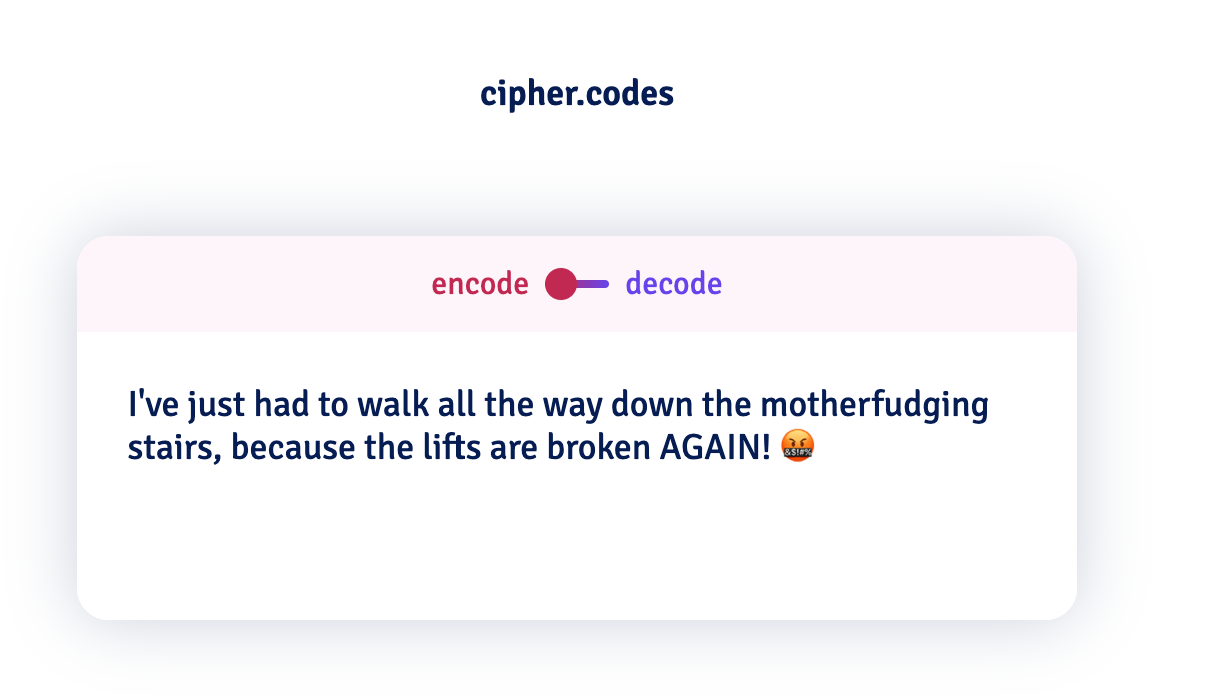 cipher.codes
encode decode
I've just had to walk all the way down the motherfudging
stairs, because the lifts are broken AGAIN! 🤬